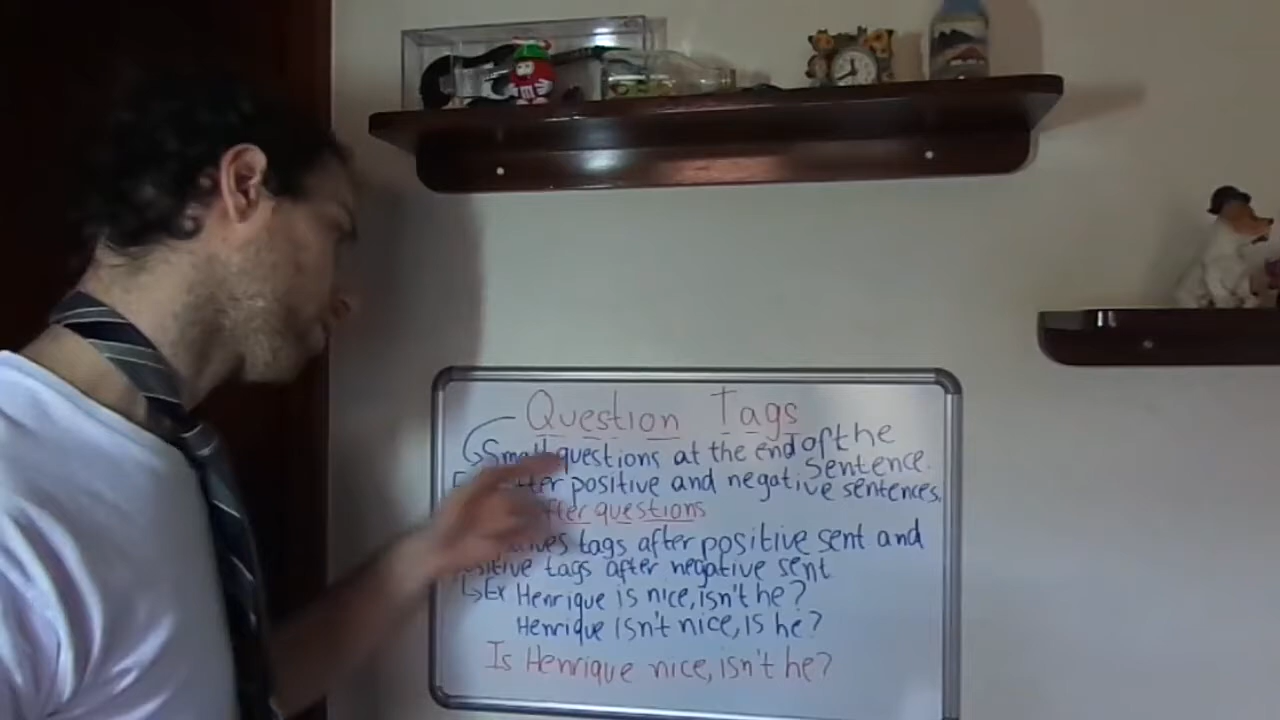 Question Tags
Small questions at the end of the
Sentence.
positive and negative sentences.
questions
tags after positive sent and
tags after negative sent
↳Ex Henrique is nice, isn't he?
Henrique isn't nice, is he?
Is Henrique nice, isn't he?